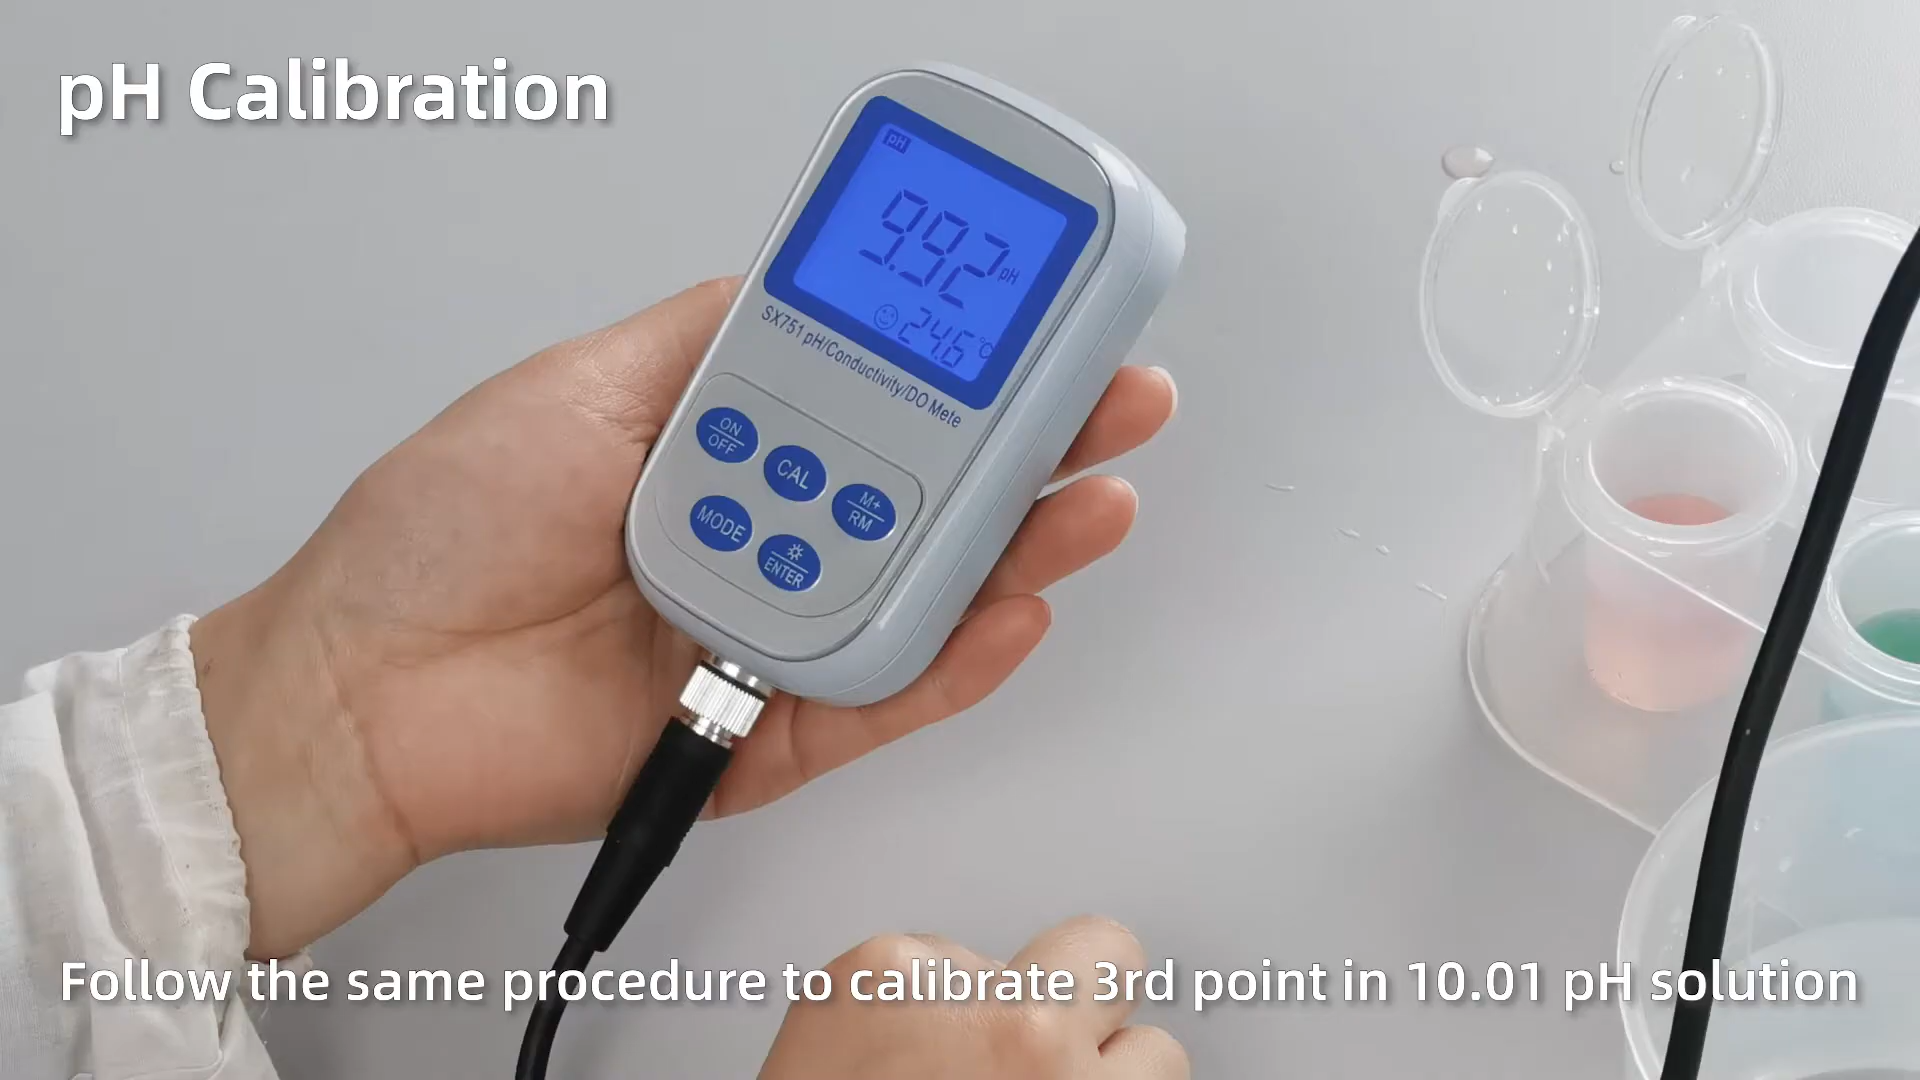 pH Calibration
pH
9.92 pH
24.6 °C
SX751 pH/Conductivity/DO Mete
ON
OFF
CAL
M+
RM
MODE
ENTER
Follow the same procedure to calibrate 3rd point in 10.01 pH solution